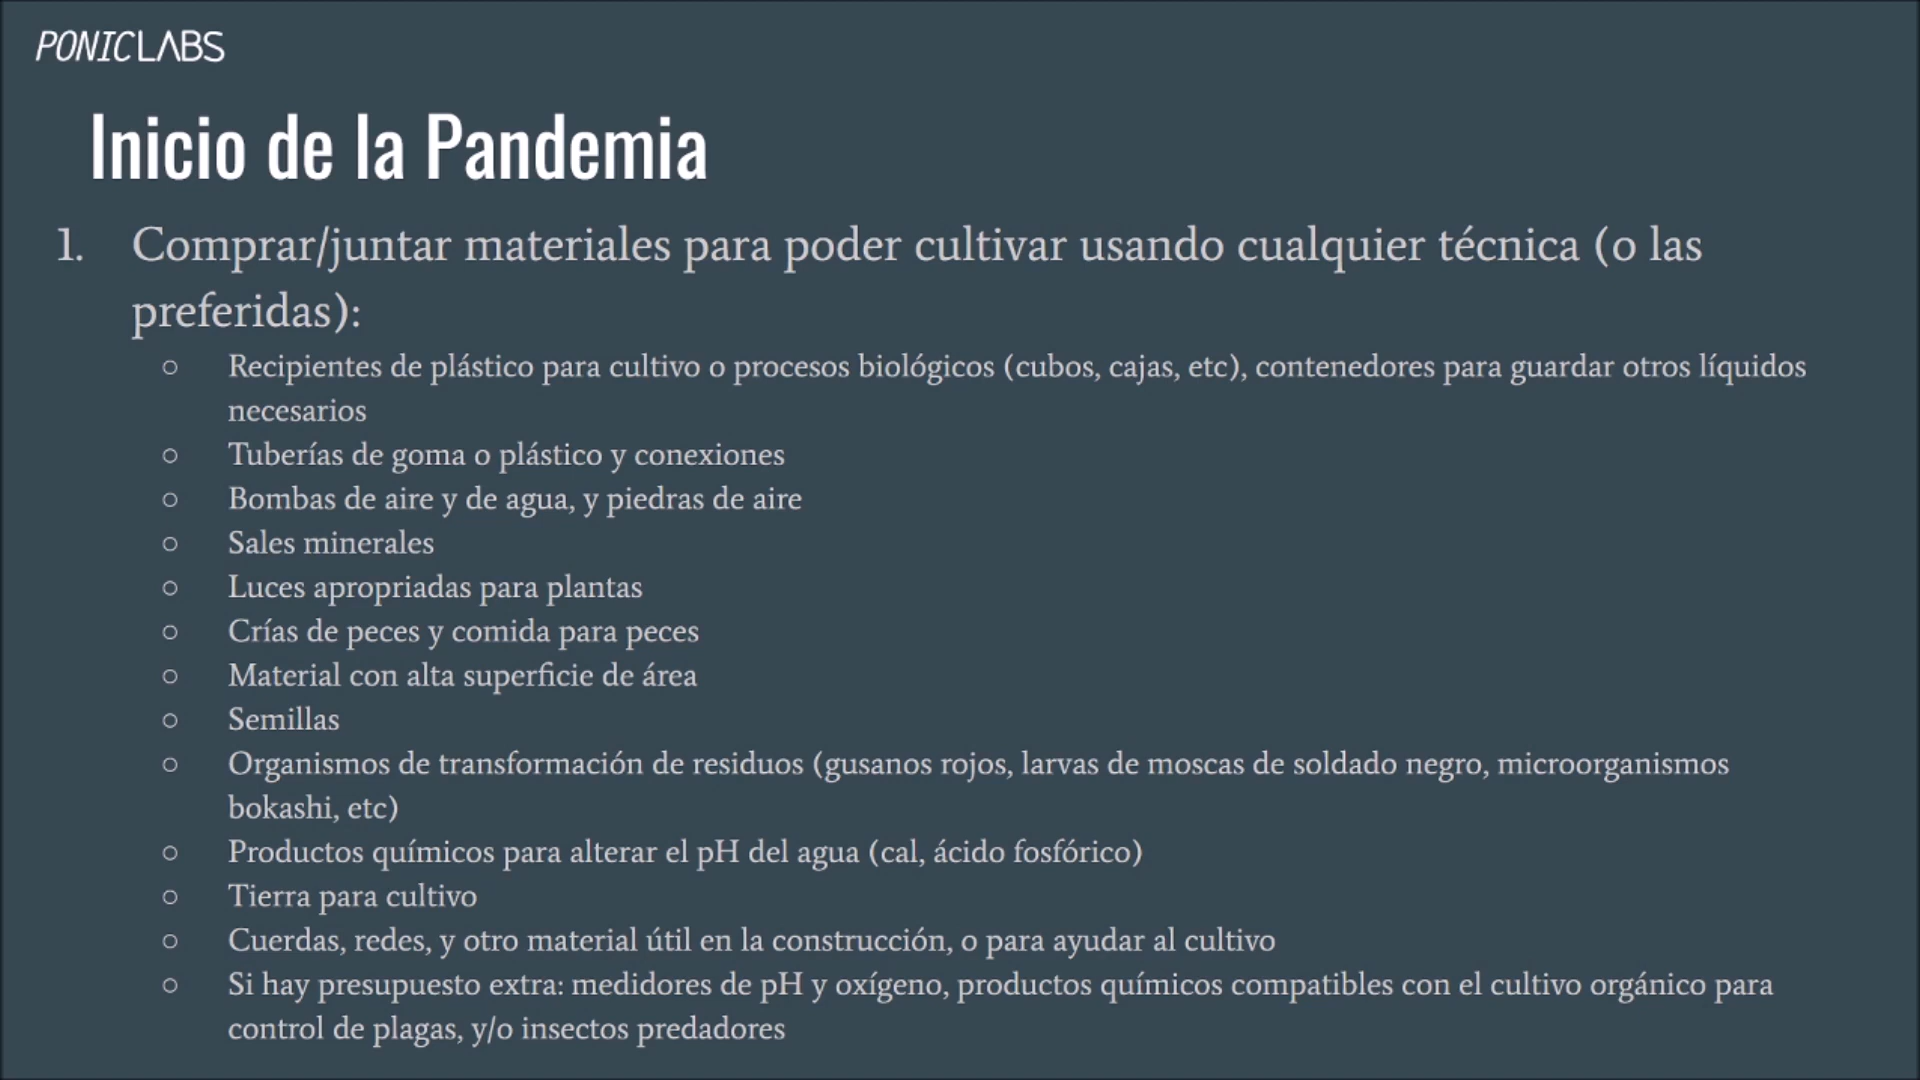 PONICLABS
Inicio de la Pandemia
1. Comprar/juntar materiales para poder cultivar usando cualquier técnica (o las
preferidas):
○ Recipientes de plástico para cultivo o procesos biológicos (cubos, cajas, etc), contenedores para guardar otros líquidos
necesarios
○ Tuberías de goma o plástico y conexiones
○ Bombas de aire y de agua, y piedras de aire
○ Sales minerales
○ Luces apropriadas para plantas
○ Crías de peces y comida para peces
○ Material con alta superficie de área
○ Semillas
○ Organismos de transformación de residuos (gusanos rojos, larvas de moscas de soldado negro, microorganismos
bokashi, etc)
○ Productos químicos para alterar el pH del agua (cal, ácido fosfórico)
○ Tierra para cultivo
○ Cuerdas, redes, y otro material útil en la construcción, o para ayudar al cultivo
○ Si hay presupuesto extra: medidores de pH y oxígeno, productos químicos compatibles con el cultivo orgánico para
control de plagas, y/o insectos predadores